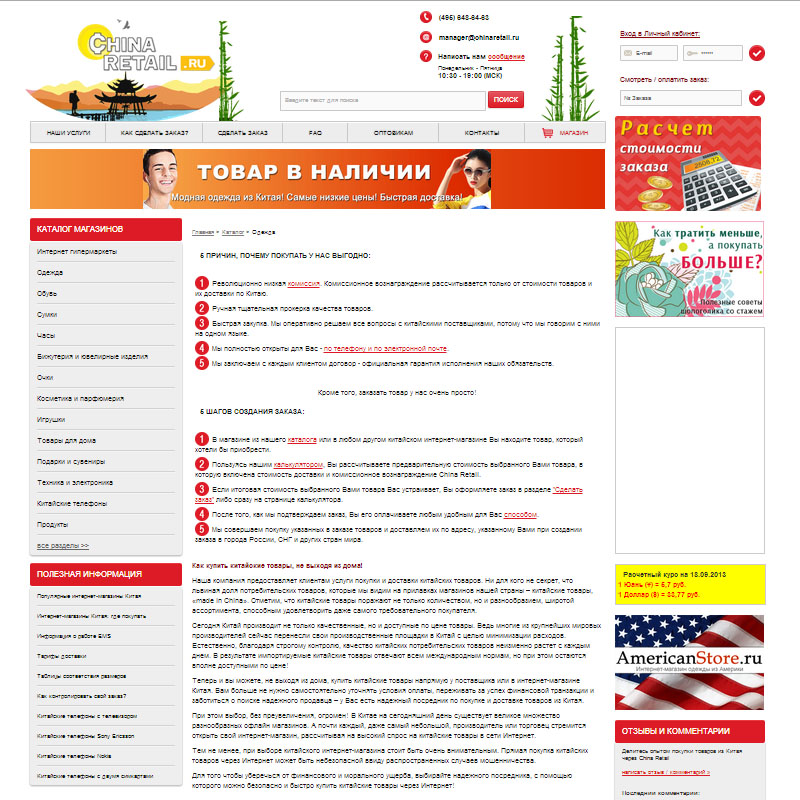 CHINA
RETAIL .RU
(495) 648-64-63
manager@chinaretail.ru
Написать нам сообщение
Понедельник - Пятница
10:30 - 19:00 (МСК)
Введите текст для поиска
ПОИСК
Вход в Личный кабинет:
E-mail
Смотреть / оплатить заказ:
№ Заказа
НАШИ УСЛУГИ
КАК СДЕЛАТЬ ЗАКАЗ?
СДЕЛАТЬ ЗАКАЗ
FAQ
ОПТОВИКАМ
КОНТАКТЫ
МАГАЗИН
ТОВАР В НАЛИЧИИ
Модная одежда из Китая! Самые низкие цены! Быстрая доставка!
Расчет
стоимости
заказа
Как тратить меньше,
а покупать
БОЛЬШЕ?
Полезные советы
шопоголика со стажем
КАТАЛОГ МАГАЗИНОВ
Интернет гипермаркеты
Одежда
Обувь
Сумки
Часы
Бижутерия и ювелирные изделия
Очки
Косметика и парфюмерия
Игрушки
Товары для дома
Подарки и сувениры
Техника и электроника
Китайские телефоны
Продукты
все разделы >>
ПОЛЕЗНАЯ ИНФОРМАЦИЯ
Популярные интернет-магазины Китая
Интернет-магазины Китая: где покупать
Информация о работе EMS
Тарифы доставки
Таблицы соответствия размеров
Как контролировать свой заказ?
Китайские телефоны с телевизором
Китайские телефоны Sony Ericsson
Китайские телефоны Nokia
Китайские телефоны с двумя симкартами
Главная » Каталог » Одежда
5 ПРИЧИН, ПОЧЕМУ ПОКУПАТЬ У НАС ВЫГОДНО:
1 Революционно низкая комиссия. Комиссионное вознаграждение рассчитывается только от стоимости товаров и
их доставки по Китаю.
2 Ручная тщательная проверка качества товаров.
3 Быстрая закупка. Мы оперативно решаем все вопросы с китайскими поставщиками, потому что мы говорим с ними
на одном языке.
4 Мы полностью открыты для Вас - по телефону и по электронной почте.
5 Мы заключаем с каждым клиентом договор - официальная гарантия исполнения наших обязательств.
Кроме того, заказать товар у нас очень просто!
5 ШАГОВ СОЗДАНИЯ ЗАКАЗА:
1 В магазине из нашего каталога или в любом другом китайском интернет-магазине Вы находите товар, который
хотели бы приобрести.
2 Пользуясь нашим калькулятором, Вы рассчитываете предварительную стоимость выбранного Вами товара, в
которую включена стоимость доставки и комиссионное вознаграждение China Retail.
3 Если итоговая стоимость выбранного Вами товара Вас устраивает, Вы оформляете заказ в разделе "Сделать
заказ" либо сразу на странице калькулятора.
4 После того, как мы подтверждаем заказ, Вы его оплачиваете любым удобным для Вас способом.
5 Мы совершаем покупку указанных в заказе товаров и доставляем их по адресу, указанному Вами при создании
заказа в города России, СНГ и других стран мира.
Как купить китайские товары, не выходя из дома!
Наша компания предоставляет клиентам услуги покупки и доставки китайских товаров. Ни для кого не секрет, что
львиная доля потребительских товаров, которые мы видим на прилавках магазинов нашей страны – китайские товары,
«made in China». Отметим, что китайские товары поражают не только количеством, но и разнообразием, широтой
ассортимента, способным удовлетворить даже самого требовательного покупателя.
Сегодня Китай производит не только качественные, но и доступные по цене товары. Ведь многие из крупнейших мировых
производителей сейчас перенесли свои производственные площадки в Китай с целью минимизации расходов.
Естественно, благодаря строгому контролю, качество китайских потребительских товаров неизменно растет с каждым
днем. В результате импортируемые китайские товары отвечают всем международным нормам, но при этом остаются
вполне доступными по цене!
Теперь и вы можете, не выходя из дома, купить китайские товары напрямую у поставщика или в интернет-магазине
Китая. Вам больше не нужно самостоятельно уточнять условия оплаты, переживать за успех финансовой транзакции и
заботиться о поиске надежного продавца – у Вас есть надежный посредник по покупке и доставке товаров из Китая.
При этом выбор, без преувеличения, огромен! В Китае на сегодняшний день существует великое множество
разнообразных офлайн магазинов. А почти каждый, даже самый небольшой, производитель или торговец стремится
открыть свой интернет-магазин, рассчитывая на высокий спрос на китайские товары в сети Интернет.
Тем не менее, при выборе китайского интернет-магазина стоит быть очень внимательным. Прямая покупка китайских
товаров через Интернет может быть небезопасной ввиду распространенных случаев мошенничества.
Для того чтобы уберечься от финансового и морального ущерба, выбирайте надежного посредника, с помощью
которого можно безопасно и быстро купить китайские товары через Интернет!
Расчетный курс на 18.09.2013
1 Юань (¥) = 5,7 руб.
1 Доллар ($) = 33,77 руб.
AmericanStore.ru
Интернет-магазин одежды из Америки
ОТЗЫВЫ И КОММЕНТАРИИ
Делитесь опытом покупки товаров из Китая
через China Retail
написать отзыв / комментарий »
Последние комментарии: